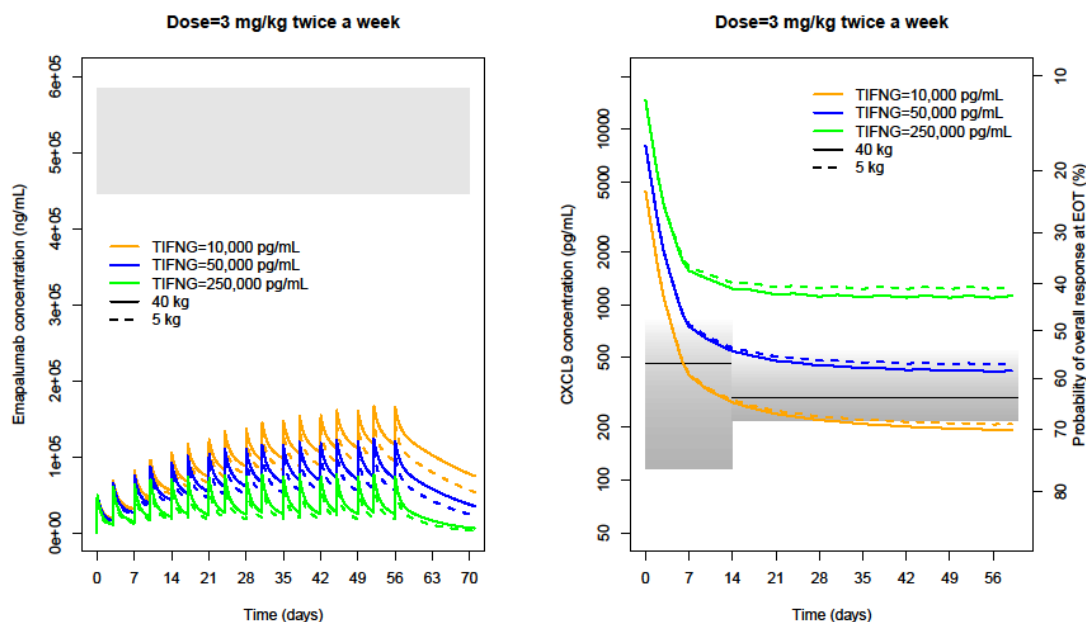 Dose=3 mg/kg twice a week
Emapalumab concentration (ng/mL)
6e+05
5e+05
4e+05
3e+05
2e+05
1e+05
0e+00
TIFNG=10,000 pg/mL
TIFNG=50,000 pg/mL
TIFNG=250,000 pg/mL
40 kg
5 kg
0 7 14 21 28 35 42 49 56 63 70
Time (days)
Dose=3 mg/kg twice a week
CXCL9 concentration (pg/mL)
10000
5000
2000
1000
500
200
100
50
TIFNG=10,000 pg/mL
TIFNG=50,000 pg/mL
TIFNG=250,000 pg/mL
40 kg
5 kg
10
20
30
40
50
60
70
80
Probability of overall response at EOT (%)
0 7 14 21 28 35 42 49 56
Time (days)